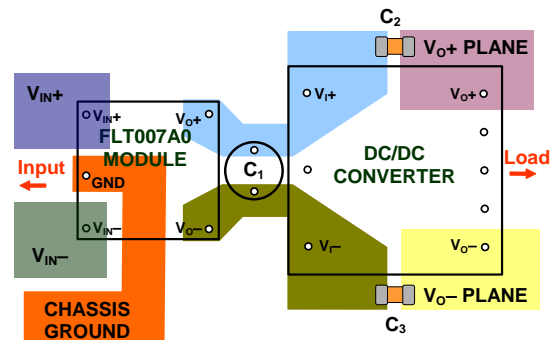 C2
VO+ PLANE
VIN+
VIN+
VO+
VI+
VO+
FLT007A0
MODULE
Input
GND
C1
DC/DC
CONVERTER
Load
VIN–
VIN–
VO–
VI–
VO–
CHASSIS
GROUND
VO– PLANE
C3